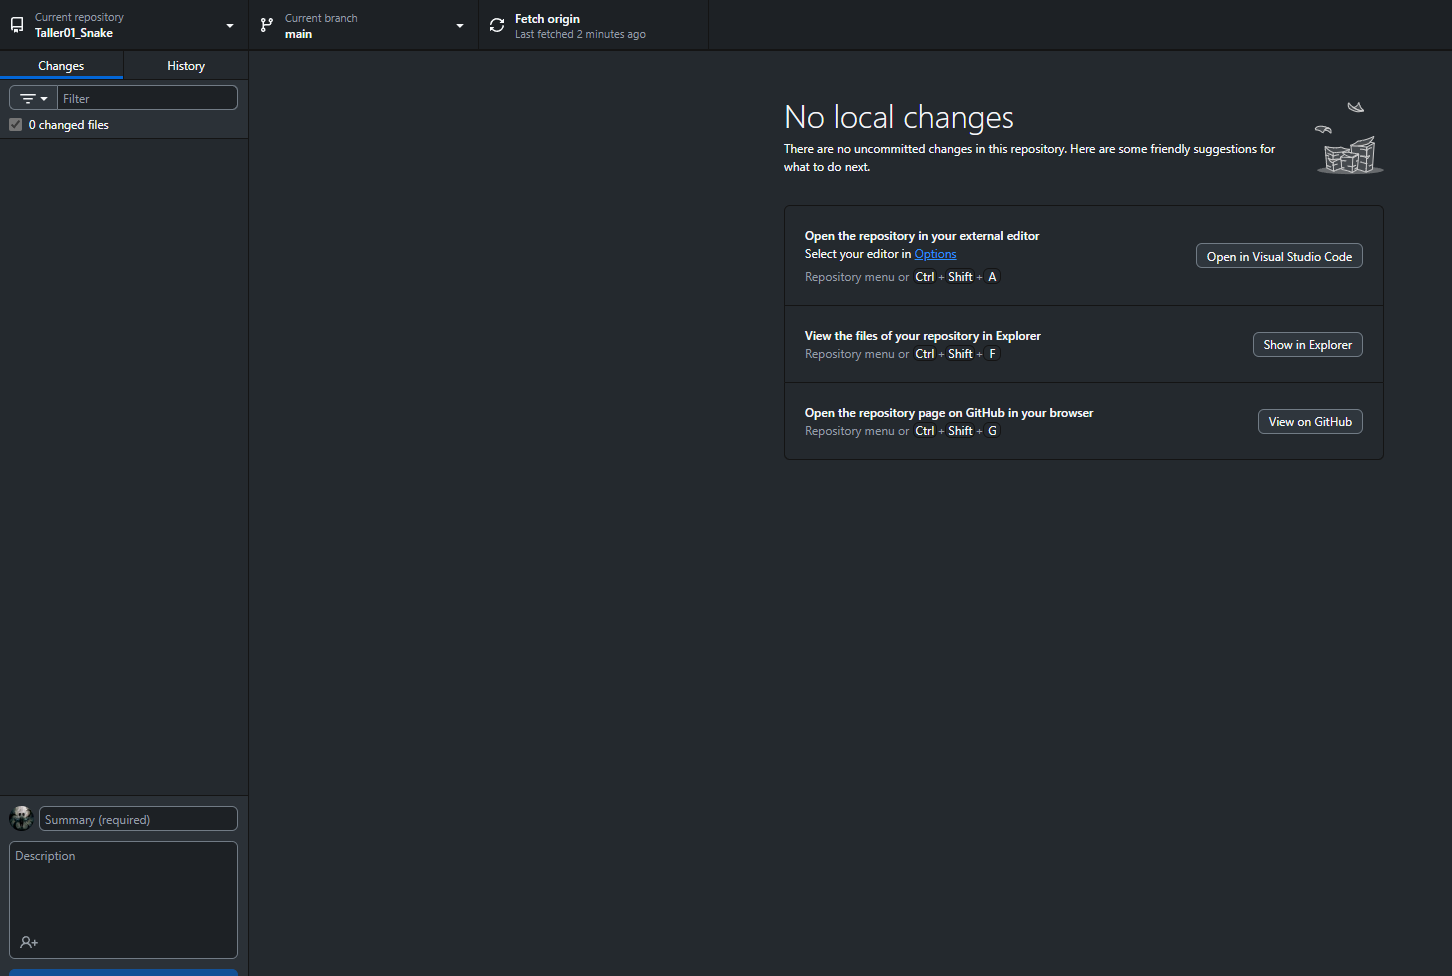 Current repository
Taller01_Snake
Current branch
main
Fetch origin
Last fetched 2 minutes ago
Changes
History
Filter
0 changed files
No local changes
There are no uncommitted changes in this repository. Here are some friendly suggestions for
what to do next.
Open the repository in your external editor
Select your editor in Options
Repository menu or Ctrl + Shift + A
Open in Visual Studio Code
View the files of your repository in Explorer
Repository menu or Ctrl + Shift + F
Show in Explorer
Open the repository page on GitHub in your browser
Repository menu or Ctrl + Shift + G
View on GitHub
Summary (required)
Description